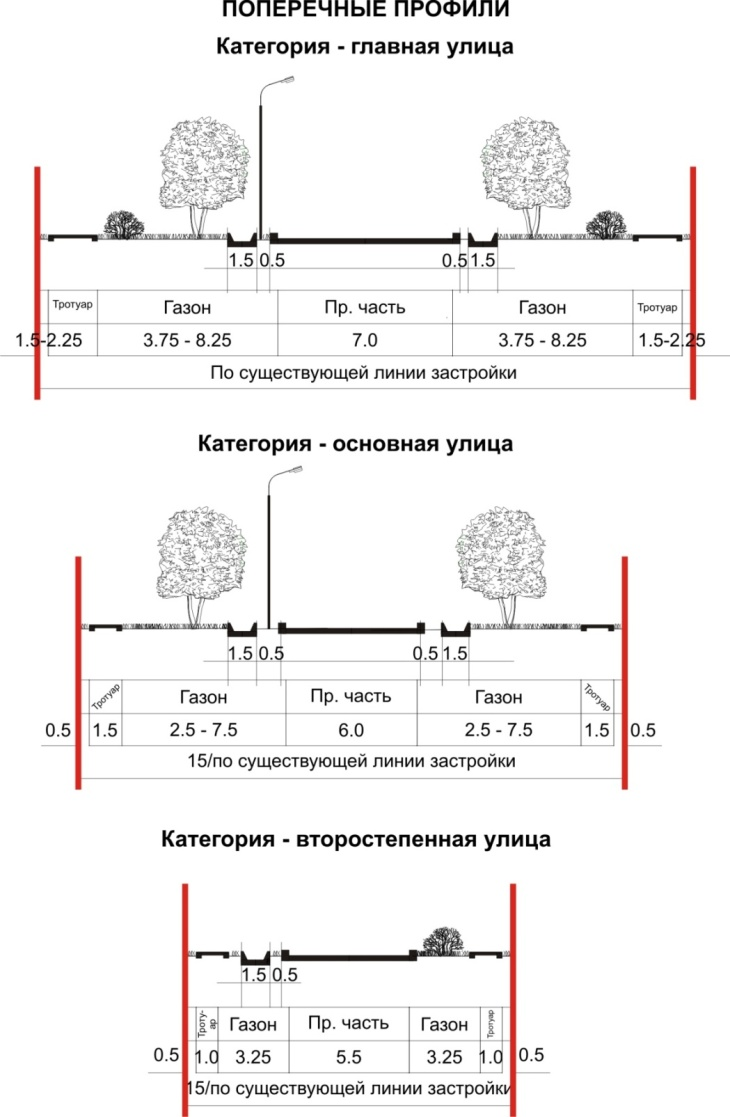 ПОПЕРЕЧНЫЕ ПРОФИЛИ
Категория - главная улица
1.5 0.5 0.5 1.5
Тротуар Газон Пр. часть Газон Тротуар
1.5-2.25 3.75 - 8.25 7.0 3.75 - 8.25 1.5-2.25
По существующей линии застройки
Категория - основная улица
1.5 0.5 0.5 1.5
Тротуар Газон Пр. часть Газон Тротуар
0.5 1.5 2.5 - 7.5 6.0 2.5 - 7.5 1.5 0.5
15/по существующей линии застройки
Категория - второстепенная улица
1.5 0.5
Троту-
ар Газон Пр. часть Газон Тротуар
0.5 1.0 3.25 5.5 3.25 1.0 0.5
15/по существующей линии застройки